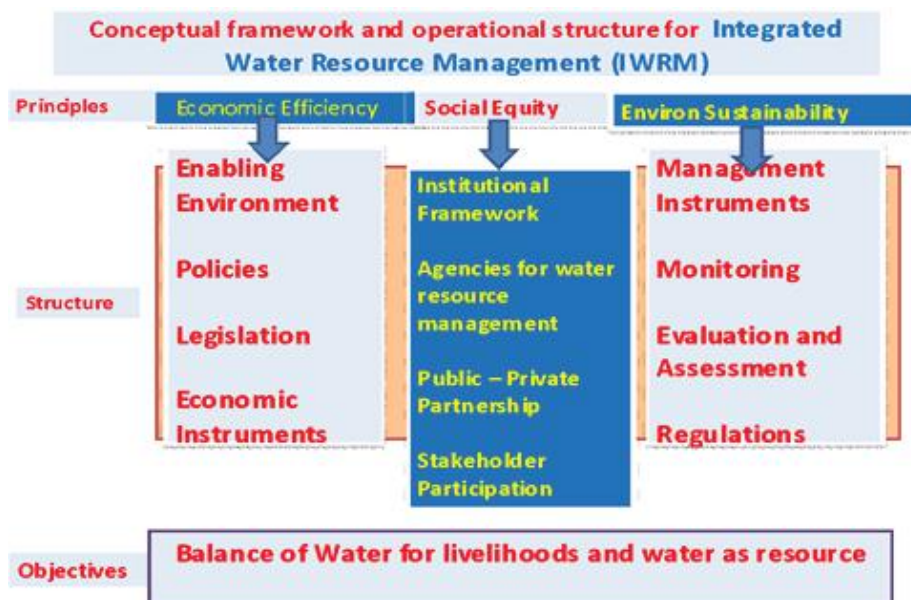 Conceptual framework and operational structure for Integrated
Water Resource Management (IWRM)
Principles
Economic Efficiency
Social Equity
Environ Sustainability
Structure
Enabling
Environment
Policies
Legislation
Economic
Instruments
Institutional
Framework
Agencies for water
resource
management
Public – Private
Partnership
Stakeholder
Participation
Management
Instruments
Monitoring
Evaluation and
Assessment
Regulations
Objectives
Balance of Water for livelihoods and water as resource